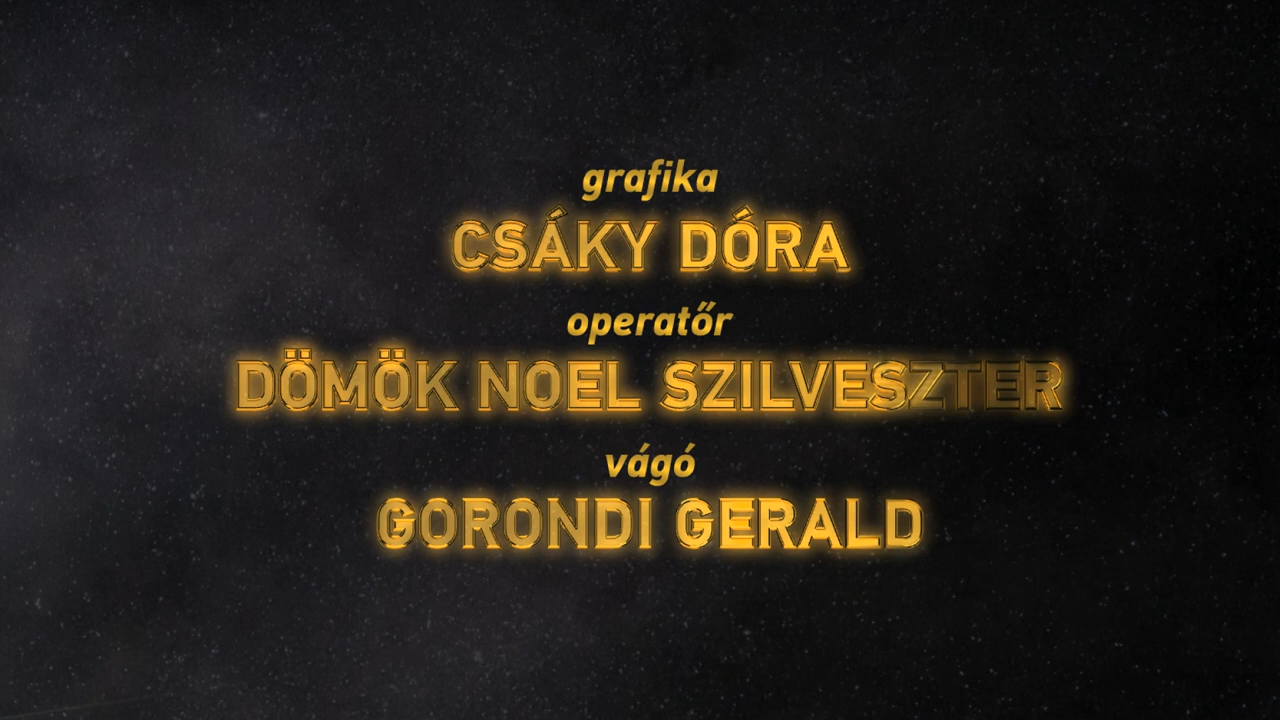 grafika
CSÁKY DÓRA
operatőr
DÖMÖK NOEL SZILVESZTER
vágó
GORONDI GERALD